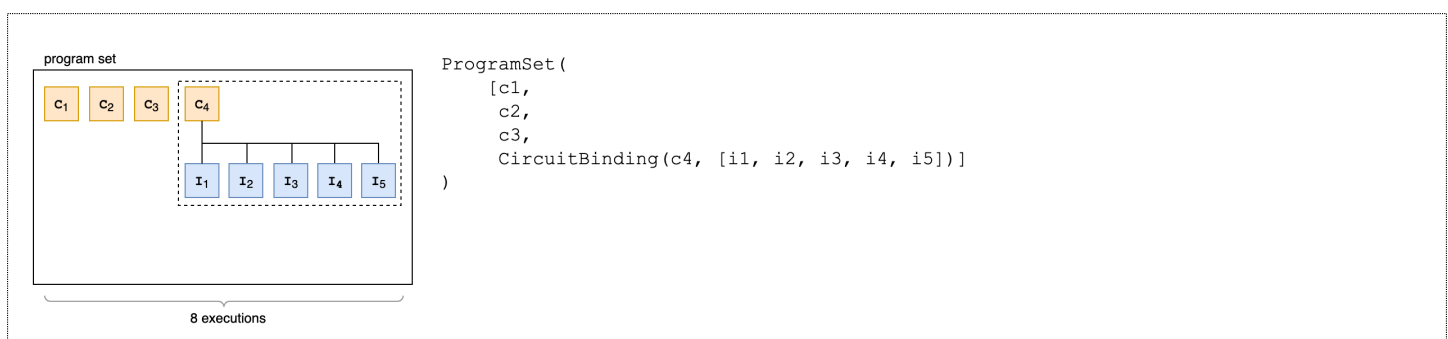 program set
C1 C2 C3 C4
I1 I2 I3 I4 I5
8 executions
ProgramSet(
    [c1,
     c2,
     c3,
     CircuitBinding(c4, [i1, i2, i3, i4, i5])]
)